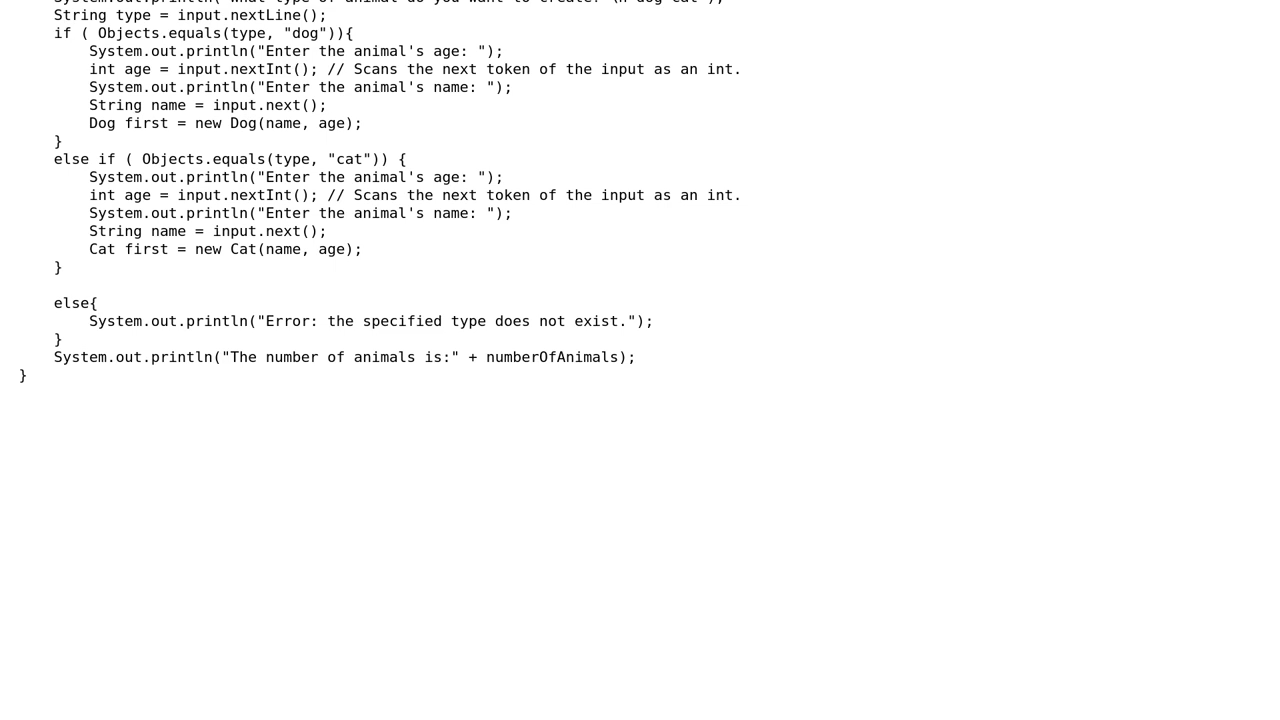 String type = input.nextLine();
if ( Objects.equals(type, "dog")){
System.out.println("Enter the animal's age: ");
int age = input.nextInt(); // Scans the next token of the input as an int.
System.out.println("Enter the animal's name: ");
String name = input.next();
Dog first = new Dog(name, age);
}
else if ( Objects.equals(type, "cat")) {
System.out.println("Enter the animal's age: ");
int age = input.nextInt(); // Scans the next token of the input as an int.
System.out.println("Enter the animal's name: ");
String name = input.next();
Cat first = new Cat(name, age);
}
else{
System.out.println("Error: the specified type does not exist.");
}
System.out.println("The number of animals is:" + numberOfAnimals);
}